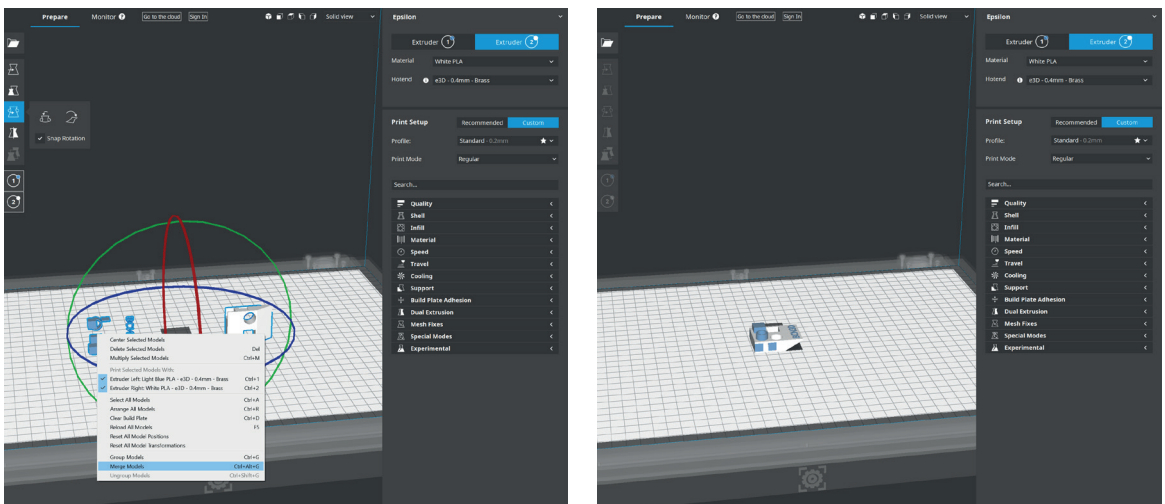 Prepare Monitor Go to the cloud Sign In Solid view Epsilon
Extruder 1 Extruder 2
Material White PLA
Hotend e3D - 0.4mm - Brass
Snap Rotation
Print Setup Recommended Custom
Profile: Standard - 0.2mm
Print Mode Regular
1
2
Search...
Quality
Shell
Infill
Material
Speed
Travel
Cooling
Support
Build Plate Adhesion
Dual Extrusion
Mesh Fixes
Special Modes
Experimental
Center Selected Models
Delete Selected Models Del
Multiply Selected Models Ctrl+M
Print Selected Models With:
Extruder Left: Light Blue PLA - e3D - 0.4mm - Brass Ctrl+1
Extruder Right: White PLA - e3D - 0.4mm - Brass Ctrl+2
Select All Models Ctrl+A
Arrange All Models Ctrl+R
Clear Build Plate Ctrl+D
Reload All Models F5
Reset All Model Positions
Reset All Model Transformations
Group Models Ctrl+G
Merge Models Ctrl+Alt+G
Ungroup Models Ctrl+Shift+G
Prepare Monitor Go to the cloud Sign In Solid view Epsilon
Extruder 1 Extruder 2
Material White PLA
Hotend e3D - 0.4mm - Brass
Print Setup Recommended Custom
Profile: Standard - 0.2mm
Print Mode Regular
1
2
Search...
Quality
Shell
Infill
Material
Speed
Travel
Cooling
Support
Build Plate Adhesion
Dual Extrusion
Mesh Fixes
Special Modes
Experimental